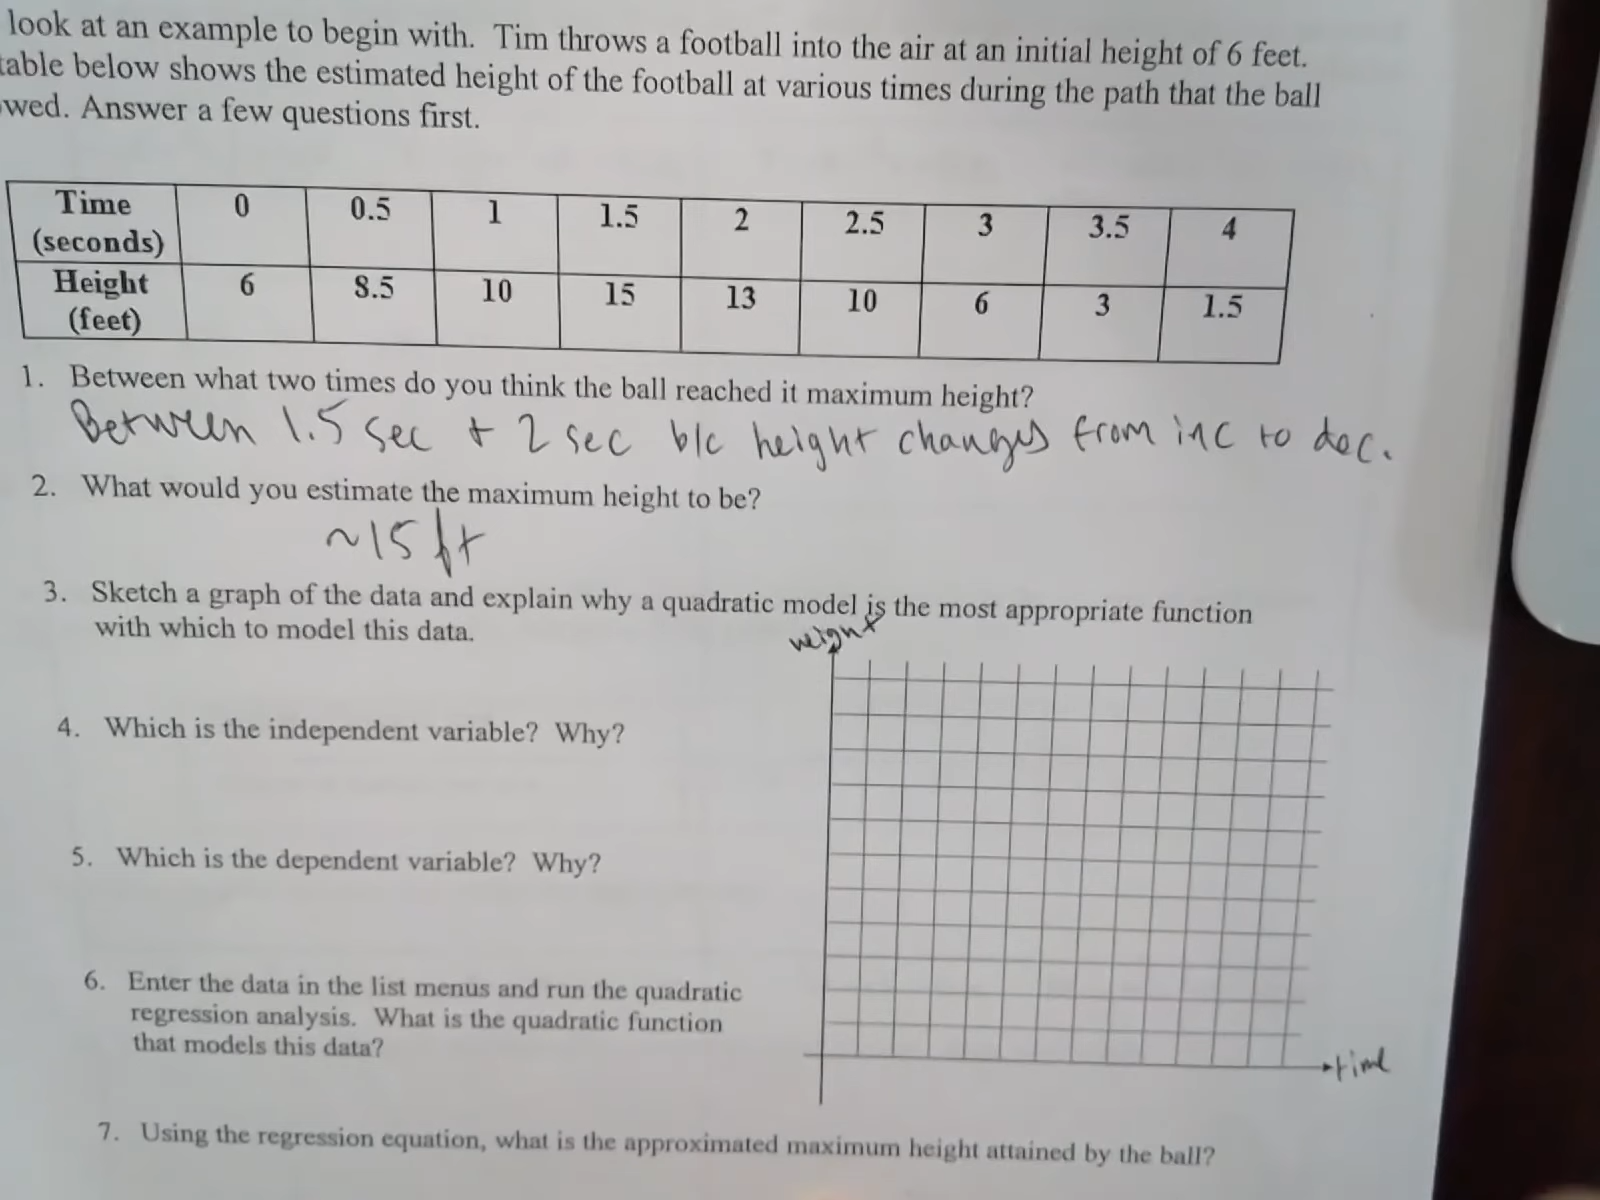 look at an example to begin with. Tim throws a football into the air at an initial height of 6 feet.
table below shows the estimated height of the football at various times during the path that the ball
owed. Answer a few questions first.
Time (seconds) 0 0.5 1 1.5 2 2.5 3 3.5 4
Height (feet) 6 8.5 10 15 13 10 6 3 1.5
1. Between what two times do you think the ball reached it maximum height?
Between 1.5 sec + 2 sec b/c height changes from inc to dec.
2. What would you estimate the maximum height to be?
~15 ft
3. Sketch a graph of the data and explain why a quadratic model is the most appropriate function
with which to model this data.
height
4. Which is the independent variable? Why?
5. Which is the dependent variable? Why?
6. Enter the data in the list menus and run the quadratic
regression analysis. What is the quadratic function
that models this data?
time
7. Using the regression equation, what is the approximated maximum height attained by the ball?